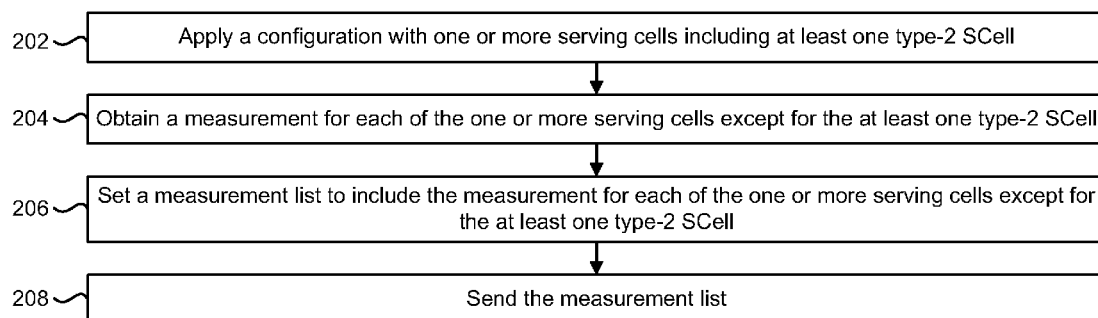 202 Apply a configuration with one or more serving cells including at least one type-2 SCell
204 Obtain a measurement for each of the one or more serving cells except for the at least one type-2 SCell
206 Set a measurement list to include the measurement for each of the one or more serving cells except for
the at least one type-2 SCell
208 Send the measurement list